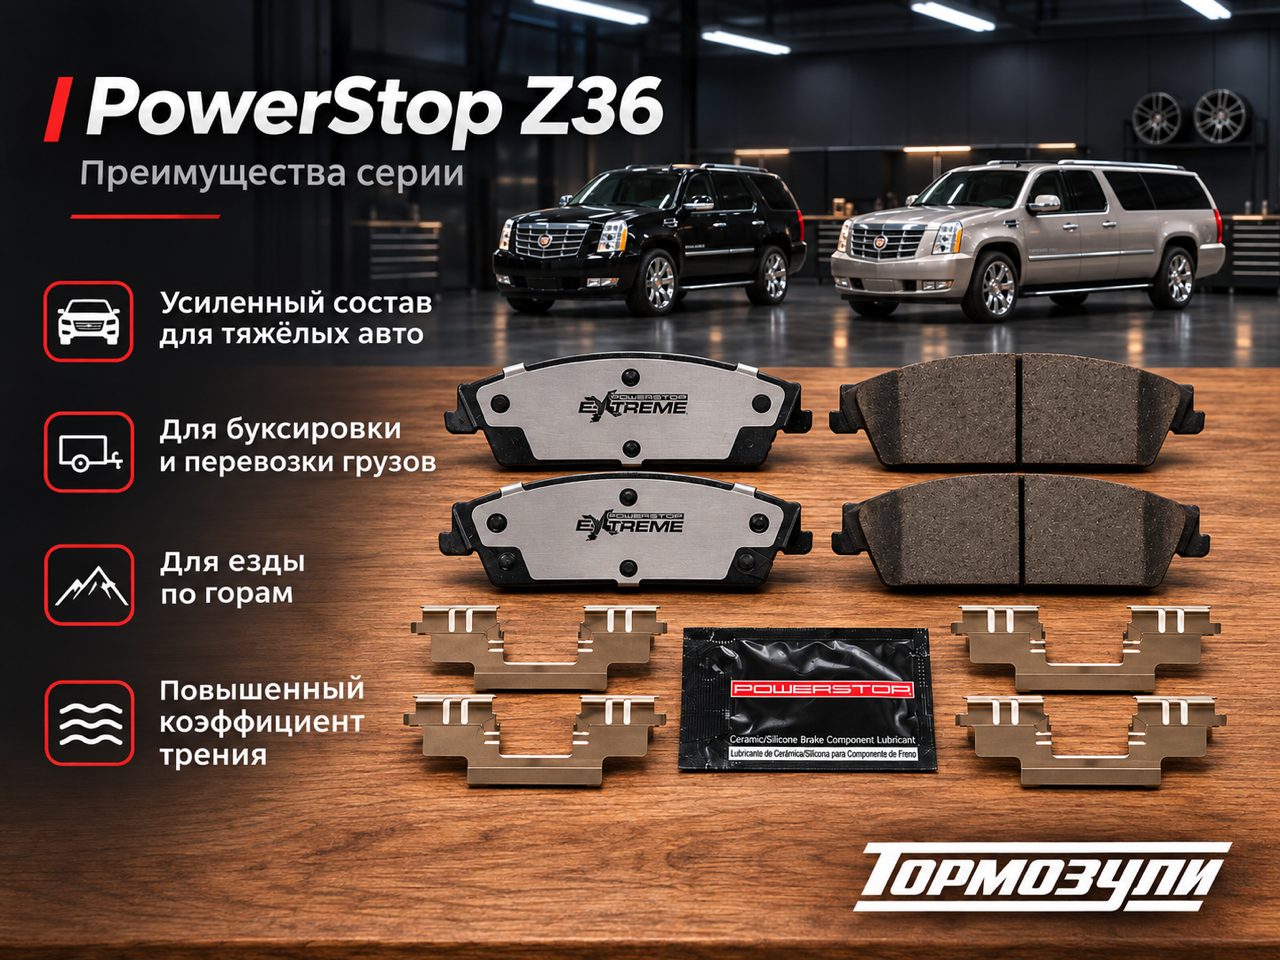 PowerStop Z36
Преимущества серии
Усиленный состав
для тяжёлых авто
Для буксировки
и перевозки грузов
Для езды
по горам
Повышенный
коэффициент
трения
POWERSTOP
EXTREME
POWERSTOP
EXTREME
POWERSTOP
Ceramic/Silicone Brake Component Lubricant
Lubricante de Cerámica/Silicona para Componente de Freno
ТОРМОЗУЛИ